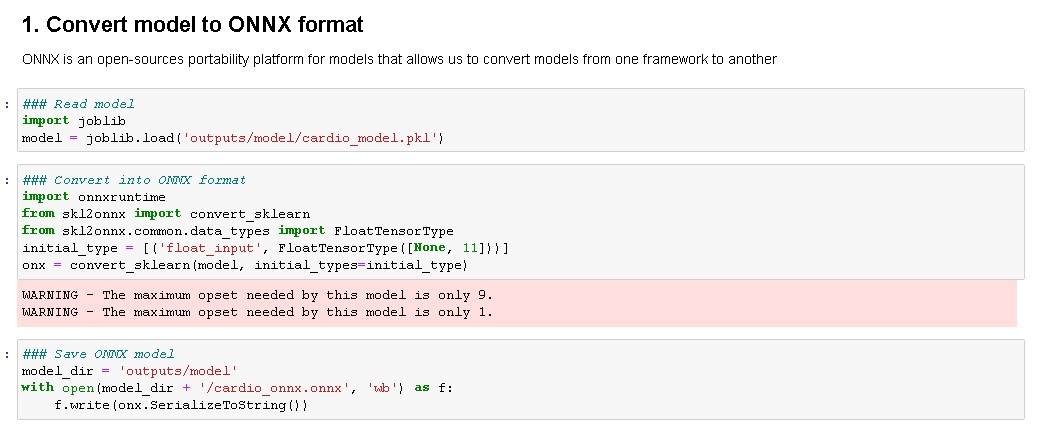 1. Convert model to ONNX format
ONNX is an open-sources portability platform for models that allows us to convert models from one framework to another
:
### Read model
import joblib
model = joblib.load('outputs/model/cardio_model.pkl')
:
### Convert into ONNX format
import onnxruntime
from skl2onnx import convert_sklearn
from skl2onnx.common.data_types import FloatTensorType
initial_type = [('float_input', FloatTensorType([None, 11]))]
onx = convert_sklearn(model, initial_types=initial_type)
WARNING - The maximum opset needed by this model is only 9.
WARNING - The maximum opset needed by this model is only 1.
:
### Save ONNX model
model_dir = 'outputs/model'
with open(model_dir + '/cardio_onnx.onnx', 'wb') as f:
    f.write(onx.SerializeToString())